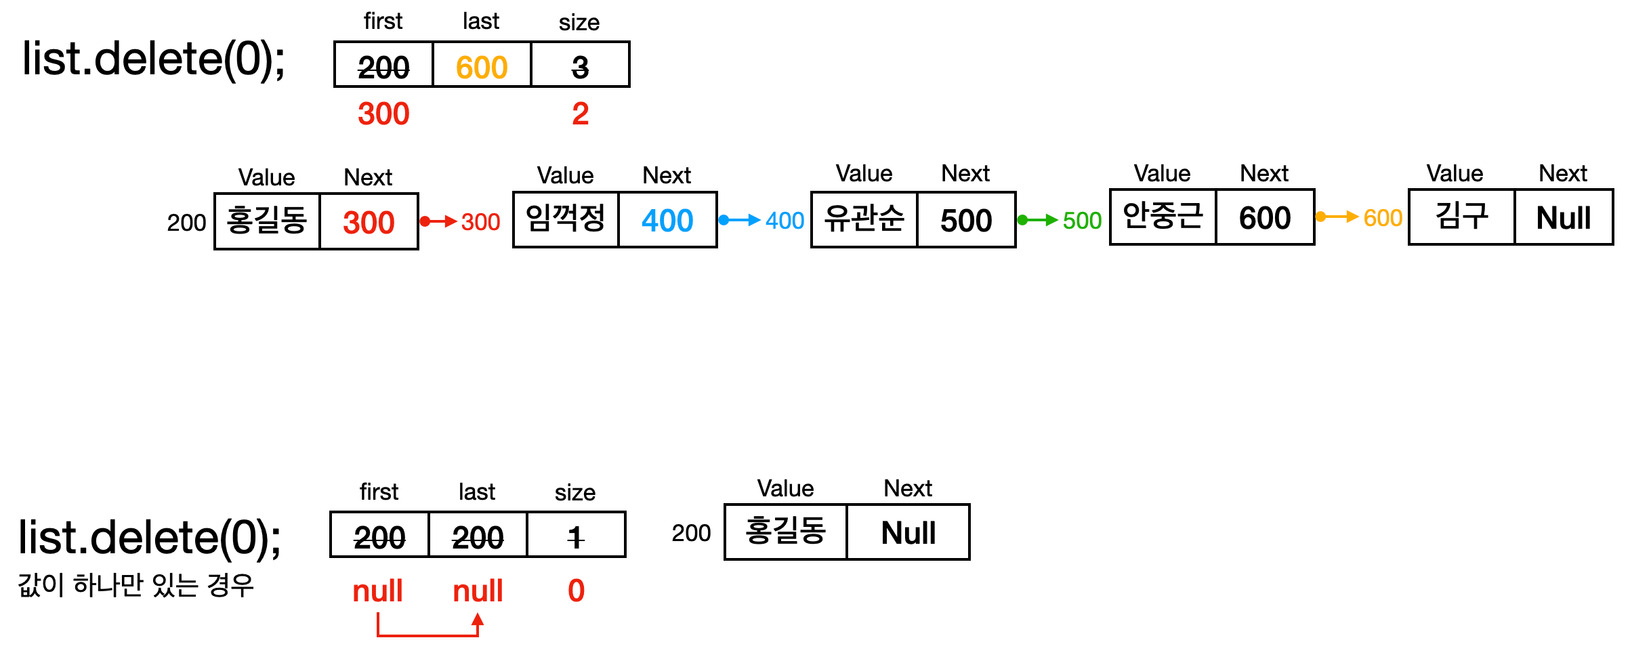 first last size
list.delete(0); 200 600 3
300 2
Value Next Value Next Value Next Value Next Value Next
200 홍길동 300 300 임꺽정 400 400 유관순 500 500 안중근 600 600 김구 Null
first last size Value Next
list.delete(0); 200 200 1 200 홍길동 Null
값이 하나만 있는 경우 null null 0